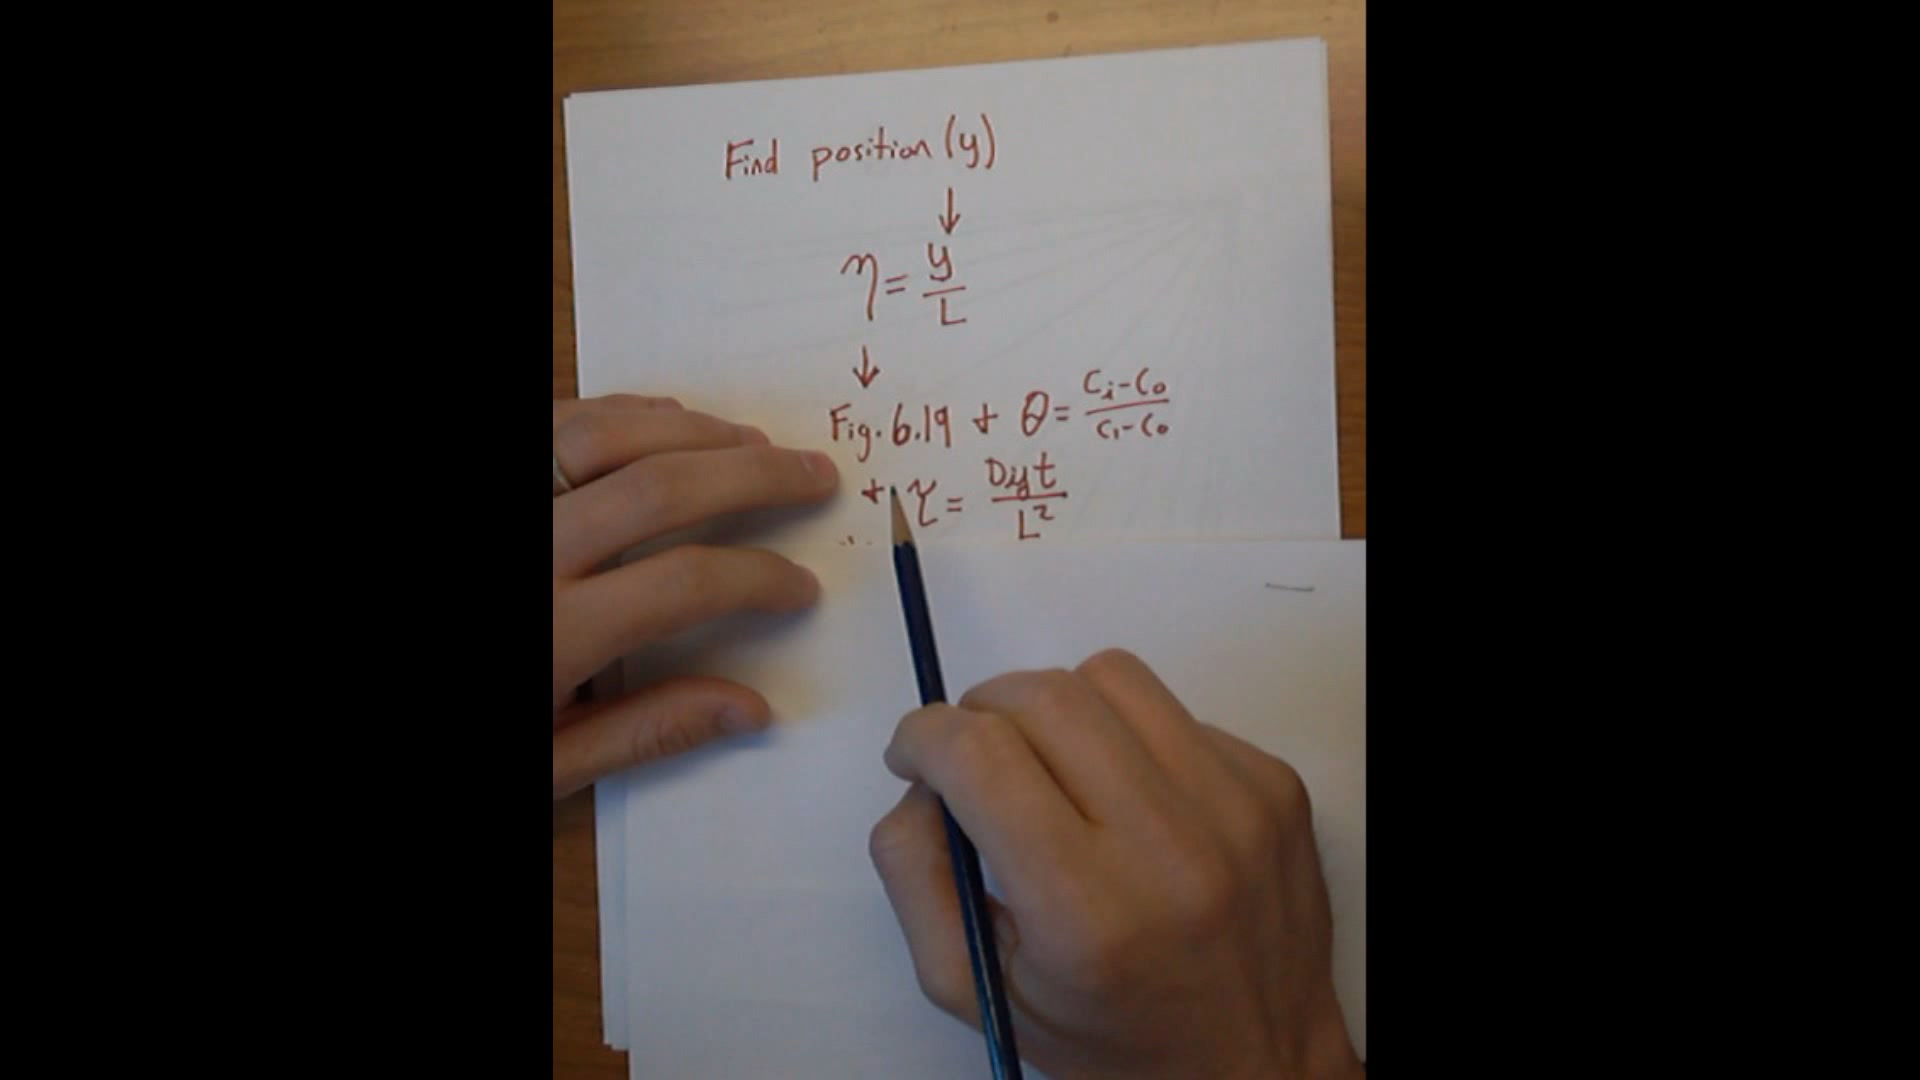 Find position (y)
↓
η = y/L
↓
Fig. 6.19 + θ = (Ci-C0)/(C1-C0)
+ τ = Dyt/L²